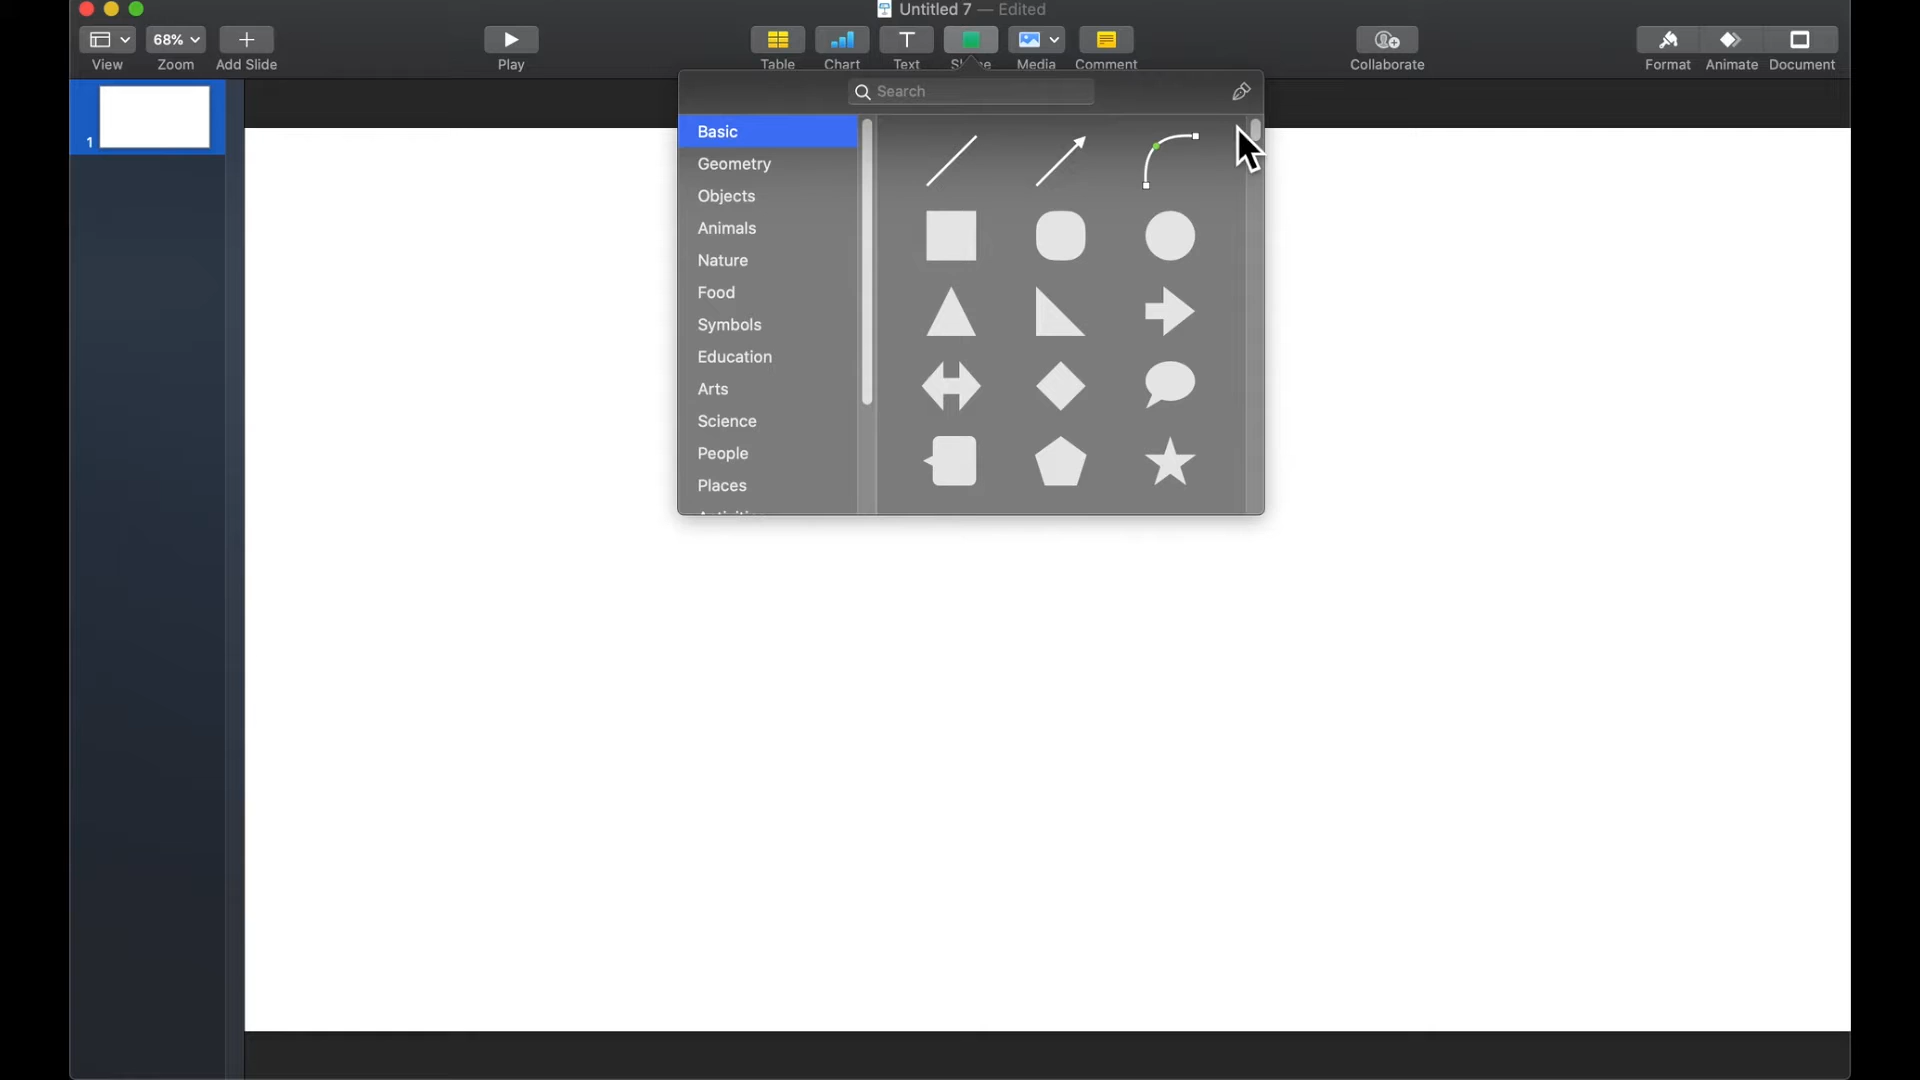 Untitled 7 — Edited
68%
View
Zoom
Add Slide
Play
Table
Chart
Text
Media
Comment
Collaborate
Format
Animate
Document
Search
1
Basic
Geometry
Objects
Animals
Nature
Food
Symbols
Education
Arts
Science
People
Places